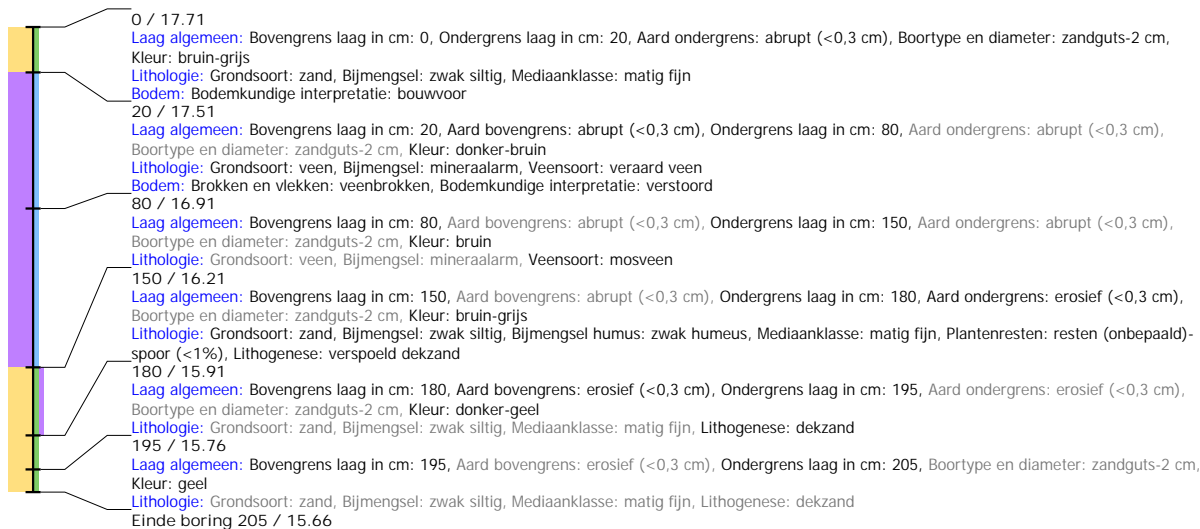 0 / 17.71
Laag algemeen: Bovengrens laag in cm: 0, Ondergrens laag in cm: 20, Aard ondergrens: abrupt (<0,3 cm), Boortype en diameter: zandguts-2 cm,
Kleur: bruin-grijs
Lithologie: Grondsoort: zand, Bijmengsel: zwak siltig, Mediaanklasse: matig fijn
Bodem: Bodemkundige interpretatie: bouwvoor
20 / 17.51
Laag algemeen: Bovengrens laag in cm: 20, Aard bovengrens: abrupt (<0,3 cm), Ondergrens laag in cm: 80, Aard ondergrens: abrupt (<0,3 cm),
Boortype en diameter: zandguts-2 cm, Kleur: donker-bruin
Lithologie: Grondsoort: veen, Bijmengsel: mineraalarm, Veensoort: veraard veen
Bodem: Brokken en vlekken: veenbrokken, Bodemkundige interpretatie: verstoord
80 / 16.91
Laag algemeen: Bovengrens laag in cm: 80, Aard bovengrens: abrupt (<0,3 cm), Ondergrens laag in cm: 150, Aard ondergrens: abrupt (<0,3 cm),
Boortype en diameter: zandguts-2 cm, Kleur: bruin
Lithologie: Grondsoort: veen, Bijmengsel: mineraalarm, Veensoort: mosveen
150 / 16.21
Laag algemeen: Bovengrens laag in cm: 150, Aard bovengrens: abrupt (<0,3 cm), Ondergrens laag in cm: 180, Aard ondergrens: erosief (<0,3 cm),
Boortype en diameter: zandguts-2 cm, Kleur: bruin-grijs
Lithologie: Grondsoort: zand, Bijmengsel: zwak siltig, Bijmengsel humus: zwak humeus, Mediaanklasse: matig fijn, Plantenresten: resten (onbepaald)-
spoor (<1%), Lithogenese: verspoeld dekzand
180 / 15.91
Laag algemeen: Bovengrens laag in cm: 180, Aard bovengrens: erosief (<0,3 cm), Ondergrens laag in cm: 195, Aard ondergrens: erosief (<0,3 cm),
Boortype en diameter: zandguts-2 cm, Kleur: donker-geel
Lithologie: Grondsoort: zand, Bijmengsel: zwak siltig, Mediaanklasse: matig fijn, Lithogenese: dekzand
195 / 15.76
Laag algemeen: Bovengrens laag in cm: 195, Aard bovengrens: erosief (<0,3 cm), Ondergrens laag in cm: 205, Boortype en diameter: zandguts-2 cm,
Kleur: geel
Lithologie: Grondsoort: zand, Bijmengsel: zwak siltig, Mediaanklasse: matig fijn, Lithogenese: dekzand
Einde boring 205 / 15.66